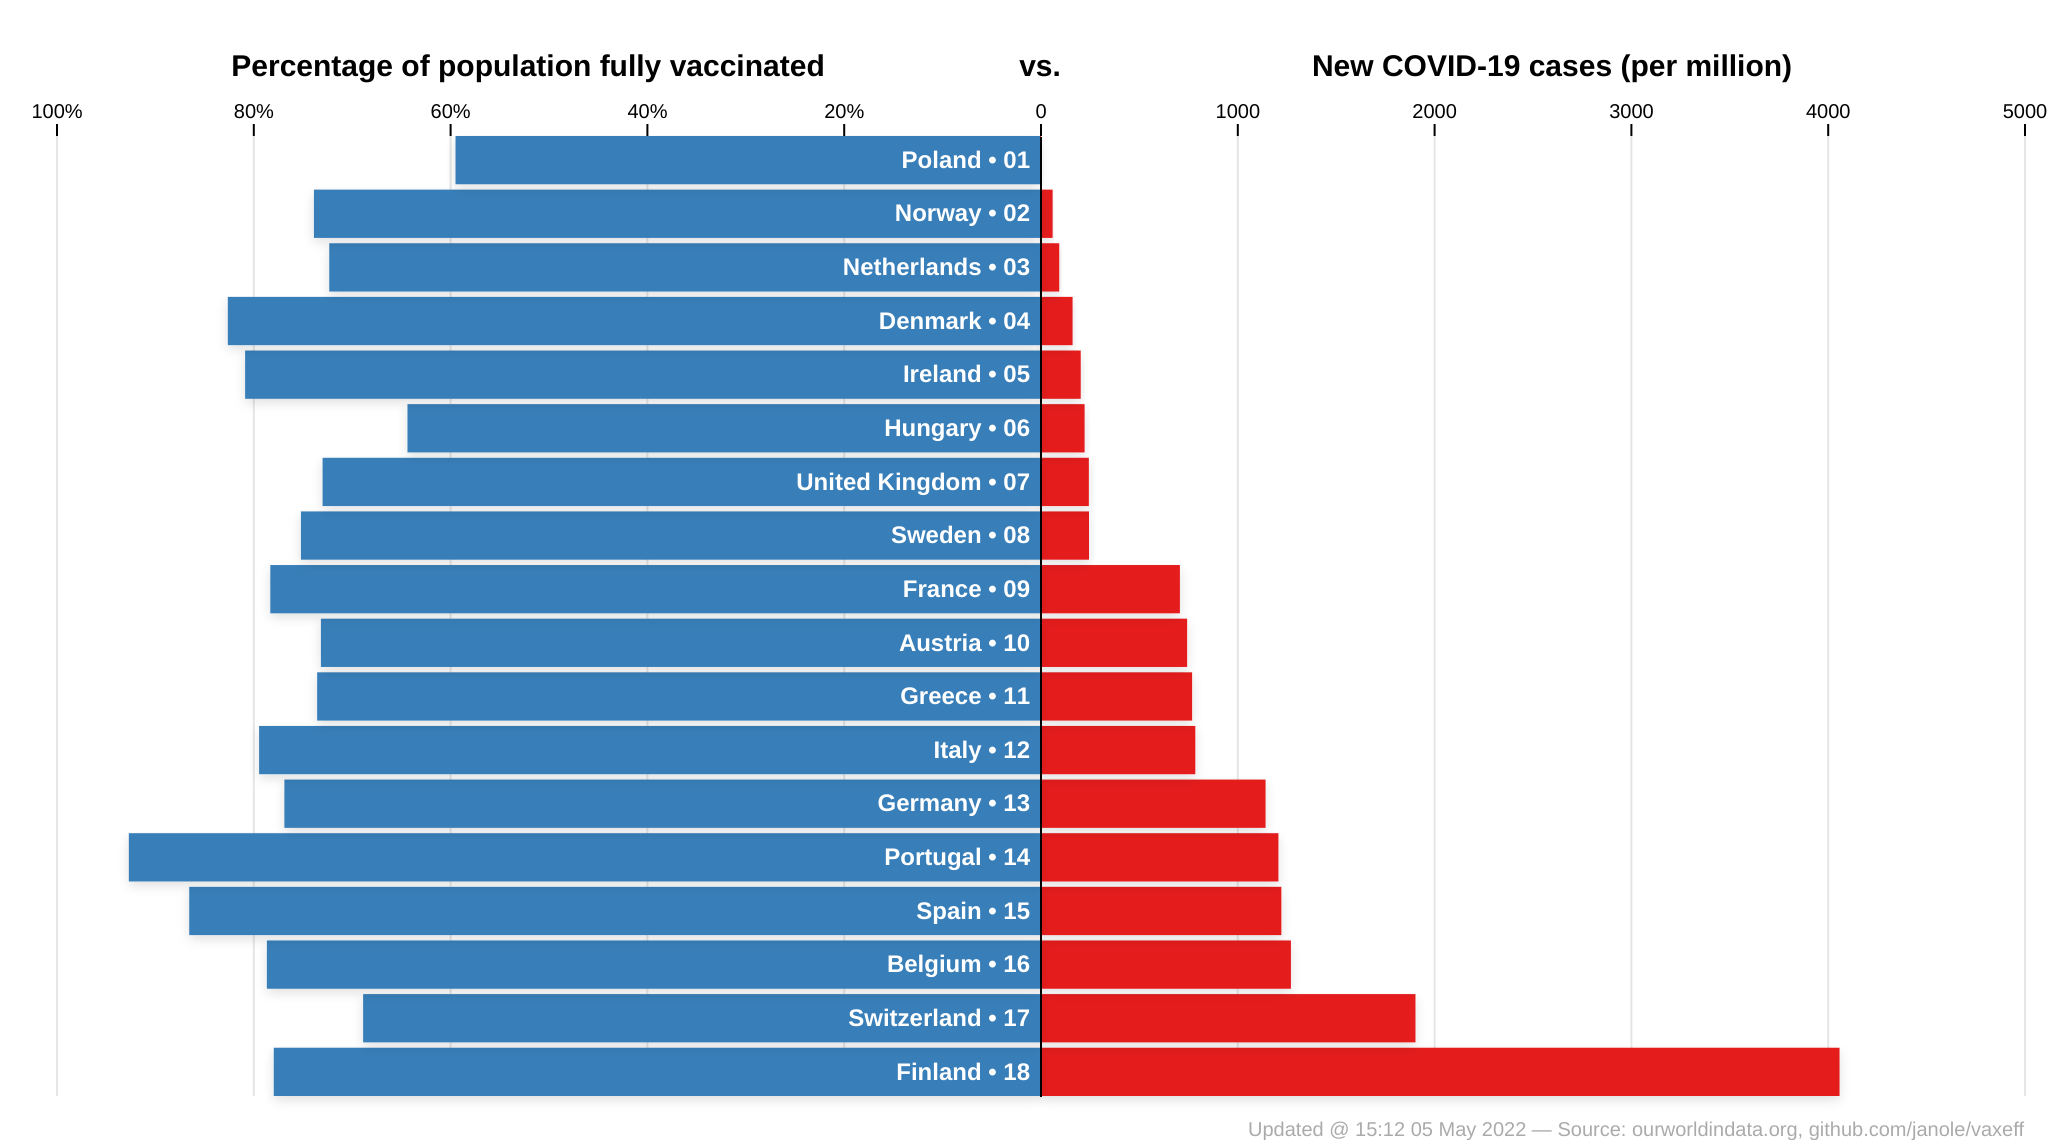 Percentage of population fully vaccinated vs. New COVID-19 cases (per million)
100% 80% 60% 40% 20% 0 1000 2000 3000 4000 5000
Poland • 01
Norway • 02
Netherlands • 03
Denmark • 04
Ireland • 05
Hungary • 06
United Kingdom • 07
Sweden • 08
France • 09
Austria • 10
Greece • 11
Italy • 12
Germany • 13
Portugal • 14
Spain • 15
Belgium • 16
Switzerland • 17
Finland • 18
Updated @ 15:12 05 May 2022 — Source: ourworldindata.org, github.com/janole/vaxeff